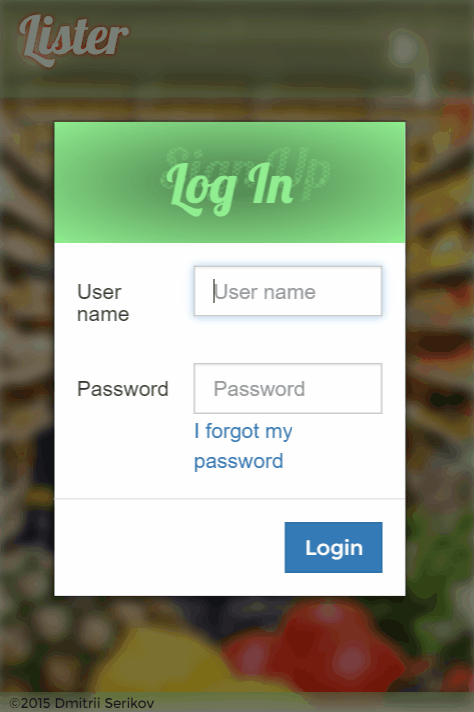 Lister
Sign Up
Log In
User name
User
name
Password
Password
I forgot my
password
Login
©2015 Dmitrii Serikov